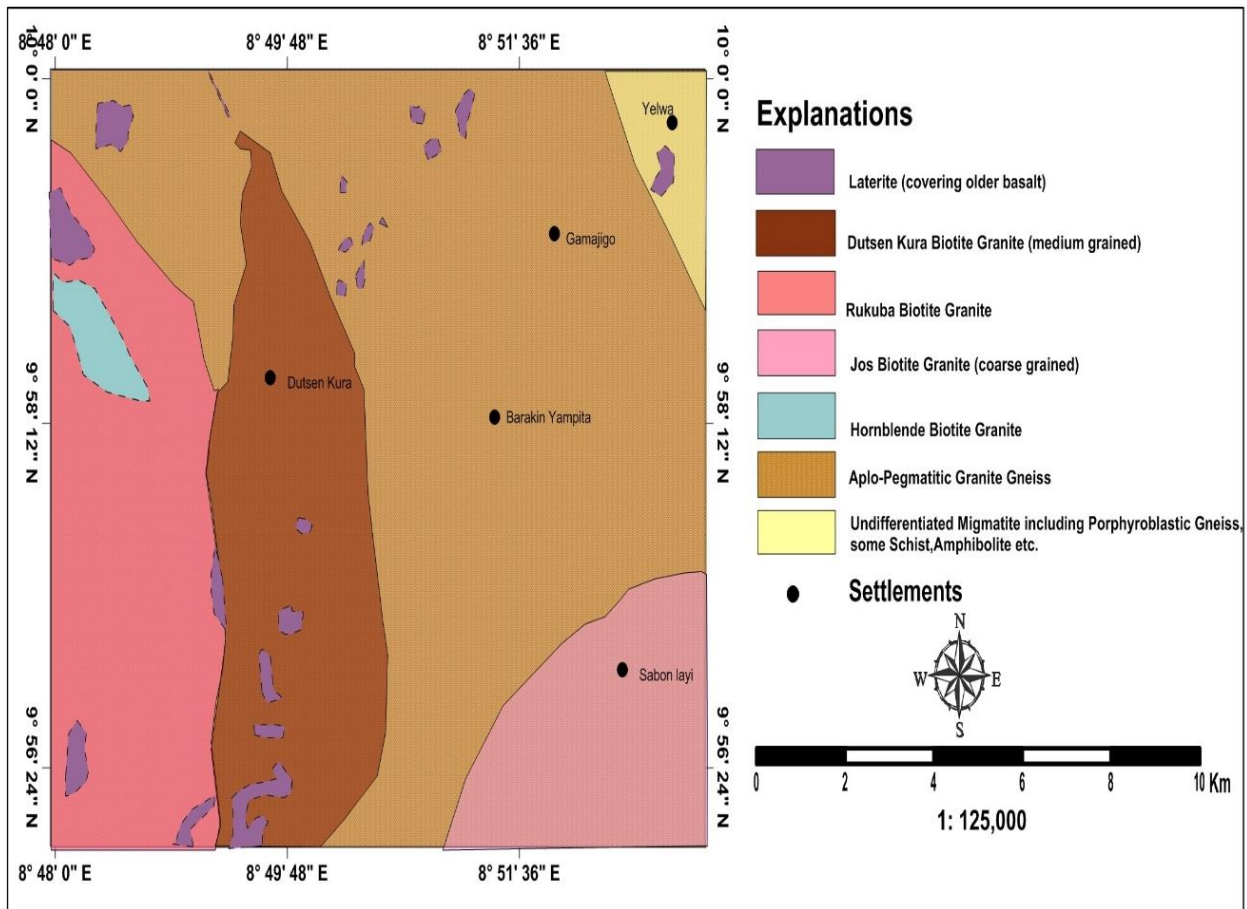 8° 48' 0" E
8° 49' 48" E
8° 51' 36" E
10° 0' 0" N
10° 0' 0" N
Yelwa
Gamajigo
Dutsen Kura
Barakin Yampita
9° 58' 12" N
9° 58' 12" N
Sabon layi
9° 56' 24" N
9° 56' 24" N
8° 48' 0" E
8° 49' 48" E
8° 51' 36" E
Explanations
Laterite (covering older basalt)
Dutsen Kura Biotite Granite (medium grained)
Rukuba Biotite Granite
Jos Biotite Granite (coarse grained)
Hornblende Biotite Granite
Aplo-Pegmatitic Granite Gneiss
Undifferentiated Migmatite including Porphyroblastic Gneiss,
some Schist,Amphibolite etc.
Settlements
N
W E
S
0 2 4 6 8 10 Km
1: 125,000